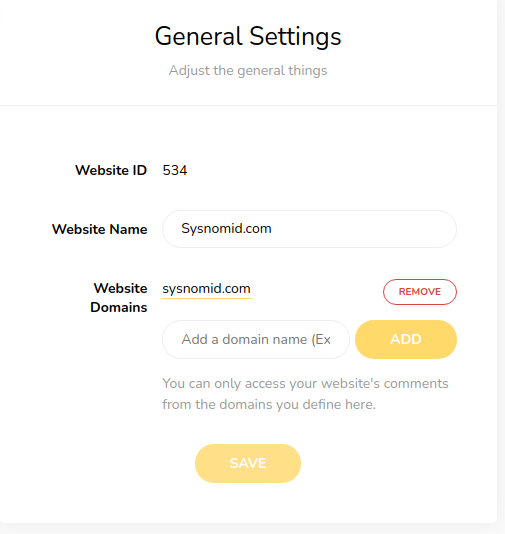 General Settings
Adjust the general things
Website ID 534
Website Name Sysnomid.com
Website Domains sysnomid.com REMOVE
Add a domain name (Ex ADD
You can only access your website's comments
from the domains you define here.
SAVE